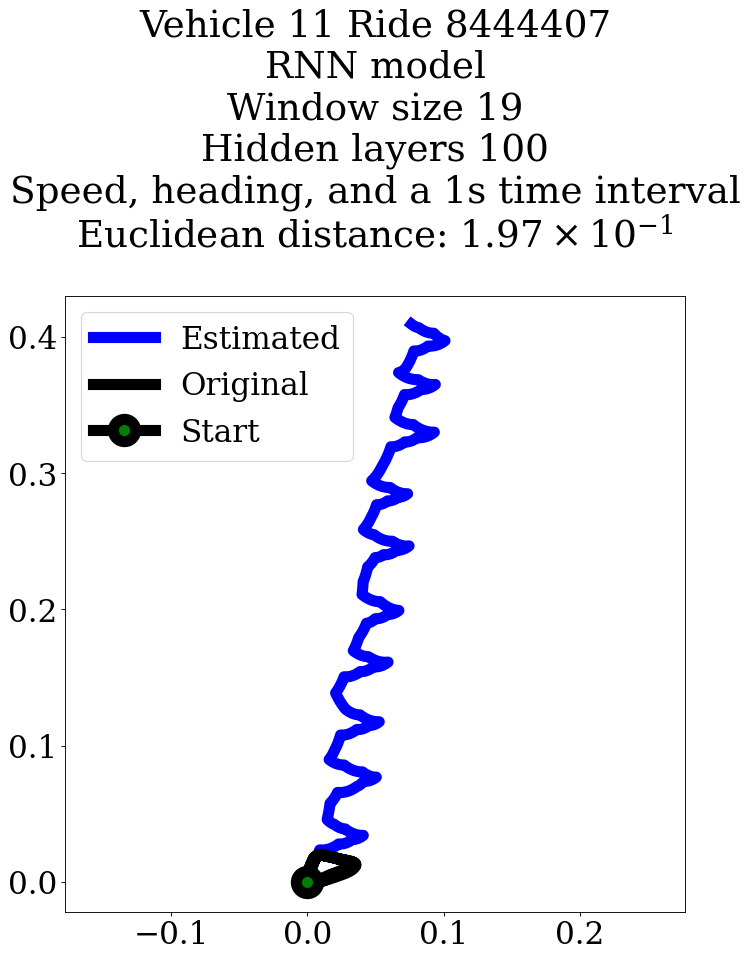 Vehicle 11 Ride 8444407
RNN model
Window size 19
Hidden layers 100
Speed, heading, and a 1s time interval
Euclidean distance: 1.97 × 10⁻¹
Estimated
Original
Start
0.4
0.3
0.2
0.1
0.0
−0.1 0.0 0.1 0.2